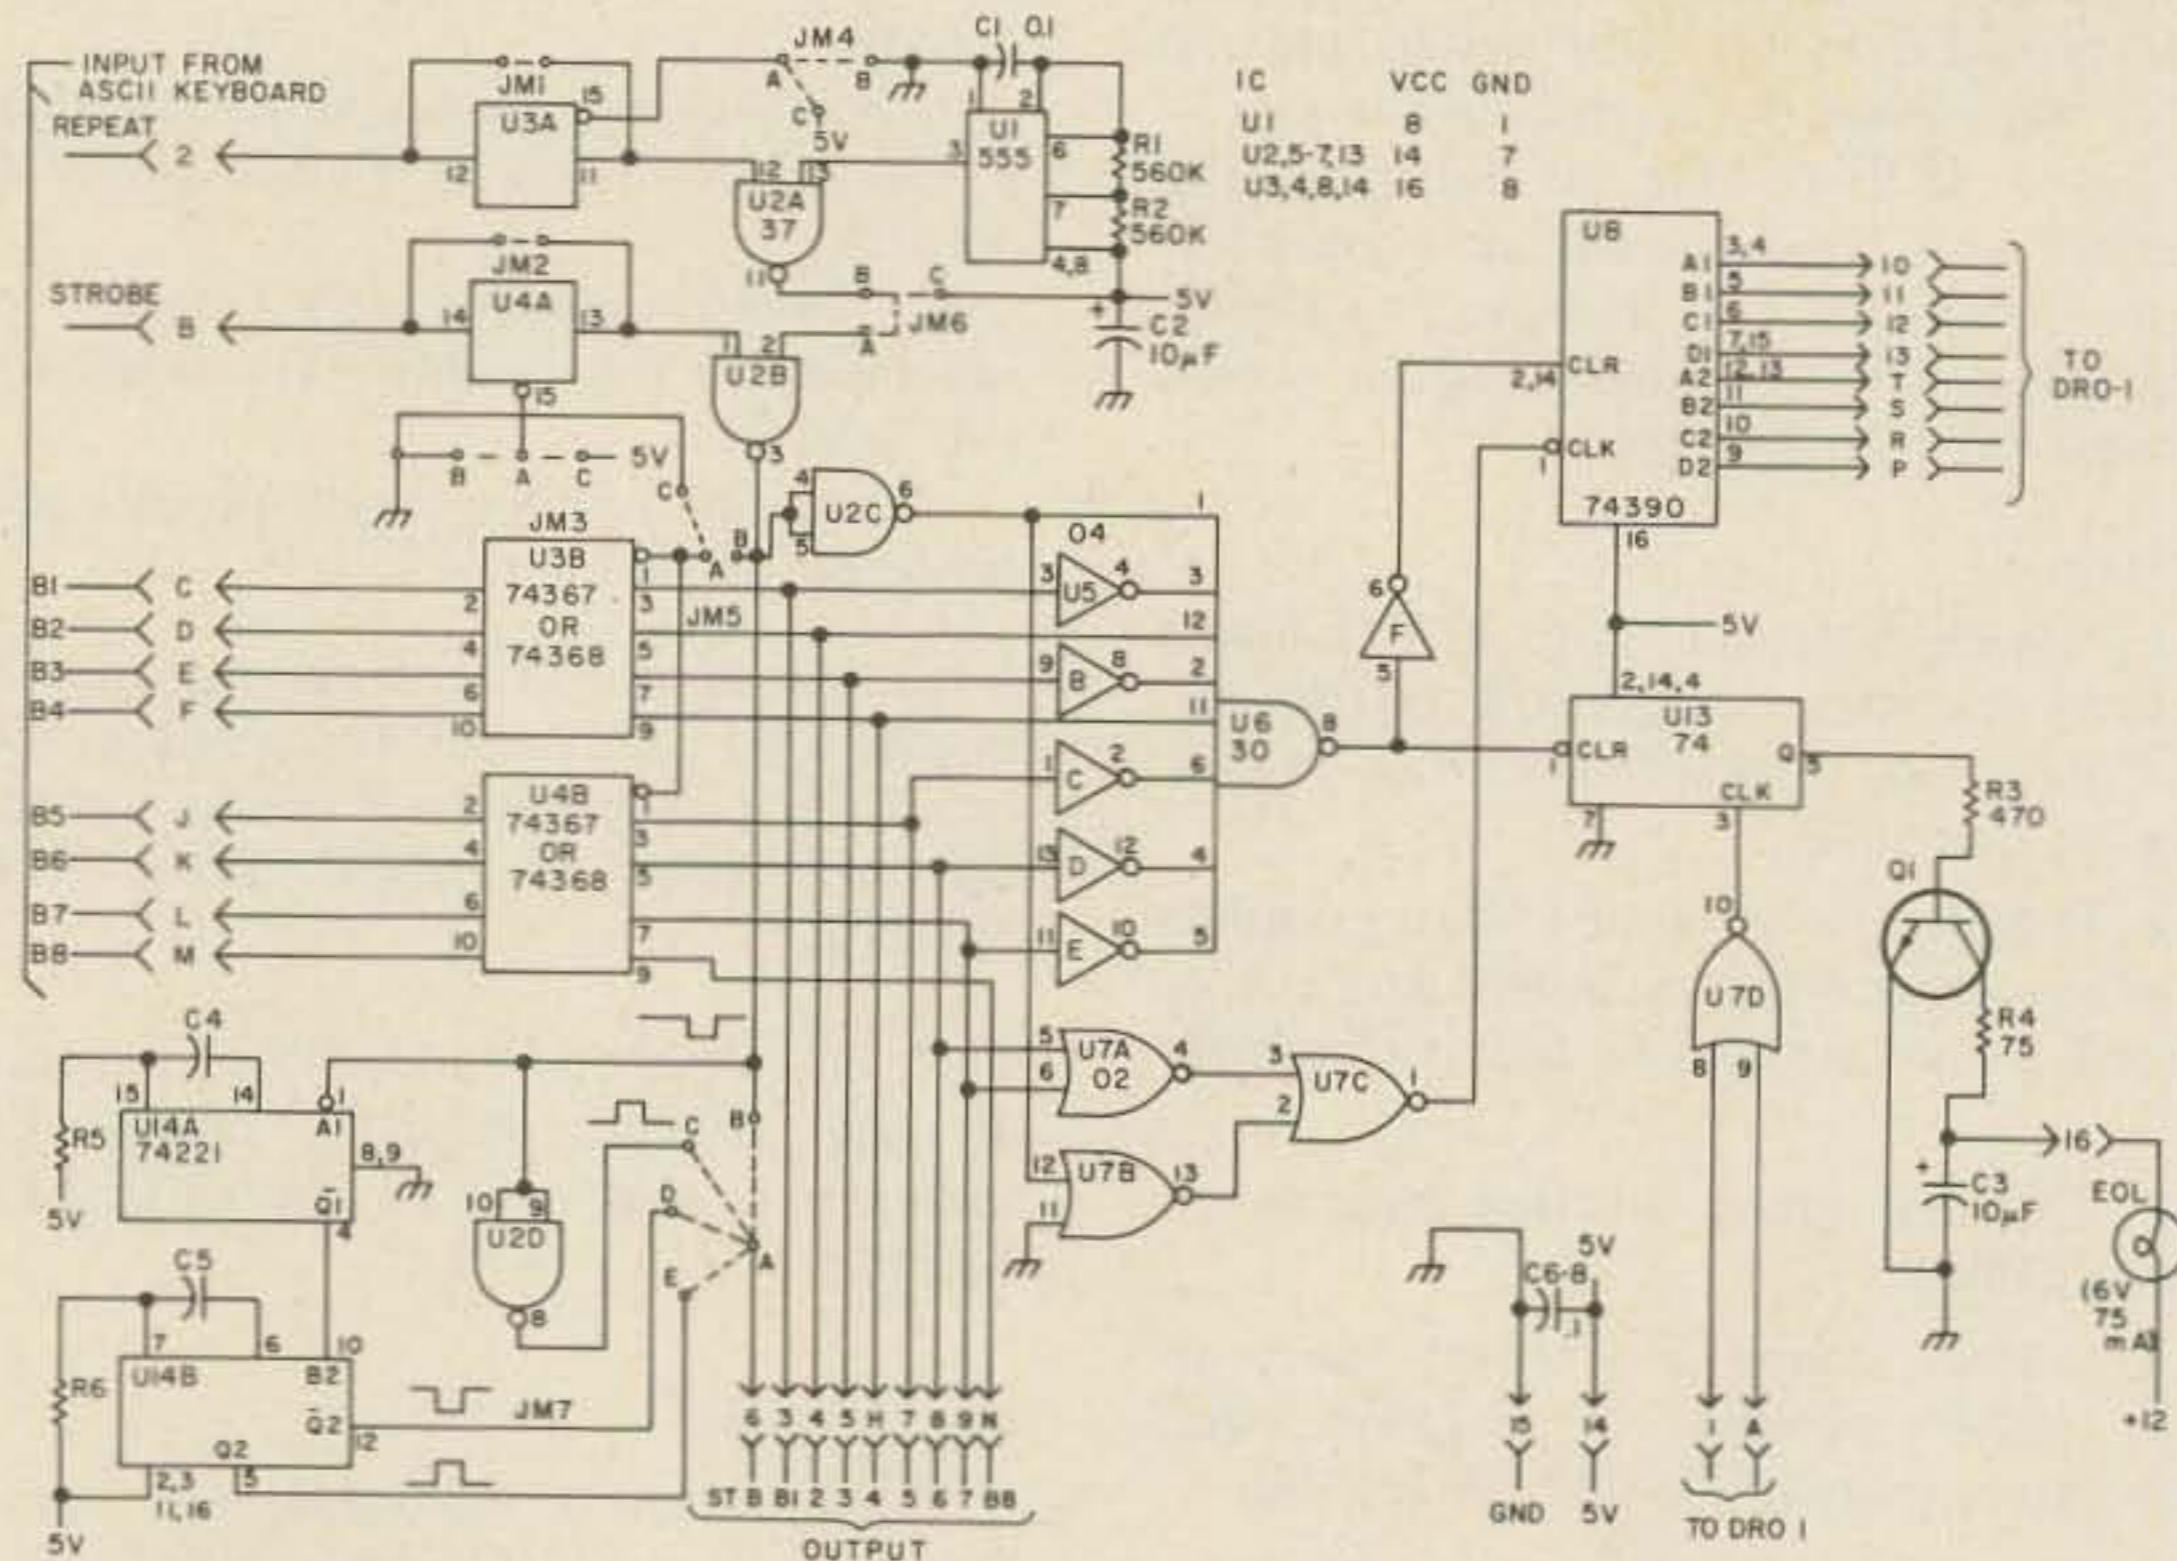 INPUT FROM
ASCII KEYBOARD
REPEAT
2
JM1
U3A
15
12
11
JM4
A
B
C
5V
C1 0.1
1
2
U1
555
3
6
7
4,8
R1
560K
R2
560K
IC VCC GND
U1 8 1
U2,5-7,13 14 7
U3,4,8,14 16 8
12
13
U2A
37
11
STROBE
B
JM2
U4A
14
13
15
B
C
JM6
A
5V
+
C2
10µF
1
2
U2B
3
B
A
C
5V
C
JM3
A
B
4
5
U2C
6
B1 C
B2 D
B3 E
B4 F
U3B
74367
OR
74368
2
4
6
10
1
3
5
7
9
JM5
B5 J
B6 K
B7 L
B8 M
U4B
74367
OR
74368
2
4
6
10
1
3
5
7
9
04
3
U5
4
9
B
8
1
C
2
13
D
12
11
E
10
1
3
12
2
11
6
4
5
U6
30
8
6
F
5
U8
CLR
2,14
CLK
1
A1
3,4
10
B1
5
11
C1
6
12
D1
7,15
13
A2
12,13
T
B2
11
S
C2
10
R
D2
9
P
TO
DRO-1
74390
16
5V
2,14,4
U13
74
CLR
1
Q
5
CLK
7
3
R3
470
Q1
10
U7D
8
9
R4
75
16
+
C3
10µF
EOL
(6V
75
mA)
+12
5
6
U7A
02
4
12
11
U7B
13
3
2
U7C
1
C4
15
14
1
R5
U14A
74221
A1
8,9
Q̅1
4
5V
C5
7
6
10
R6
U14B
B2
Q̅2
12
Q2
5
2,3
11,16
5V
10
9
U2D
8
B
C
D
E
A
JM7
6 3 4 5 H 7 8 9 N
ST B B1 2 3 4 5 6 7 B8
OUTPUT
C6-8
5V
.1
15
14
GND
5V
1
A
TO DRO 1